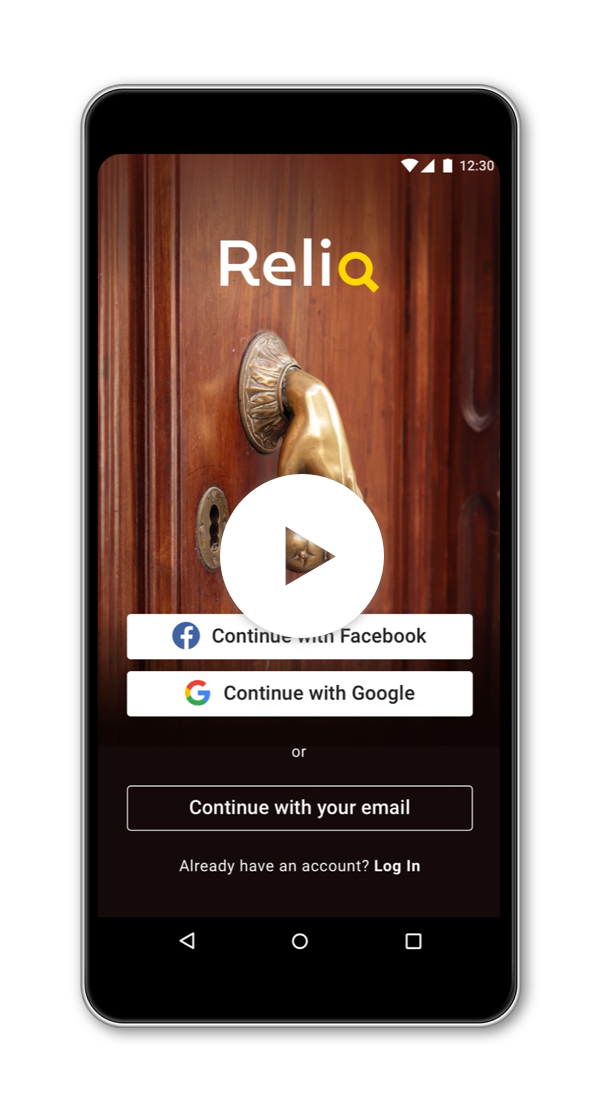 12:30
Reliq
Continue with Facebook
Continue with Google
or
Continue with your email
Already have an account? Log In